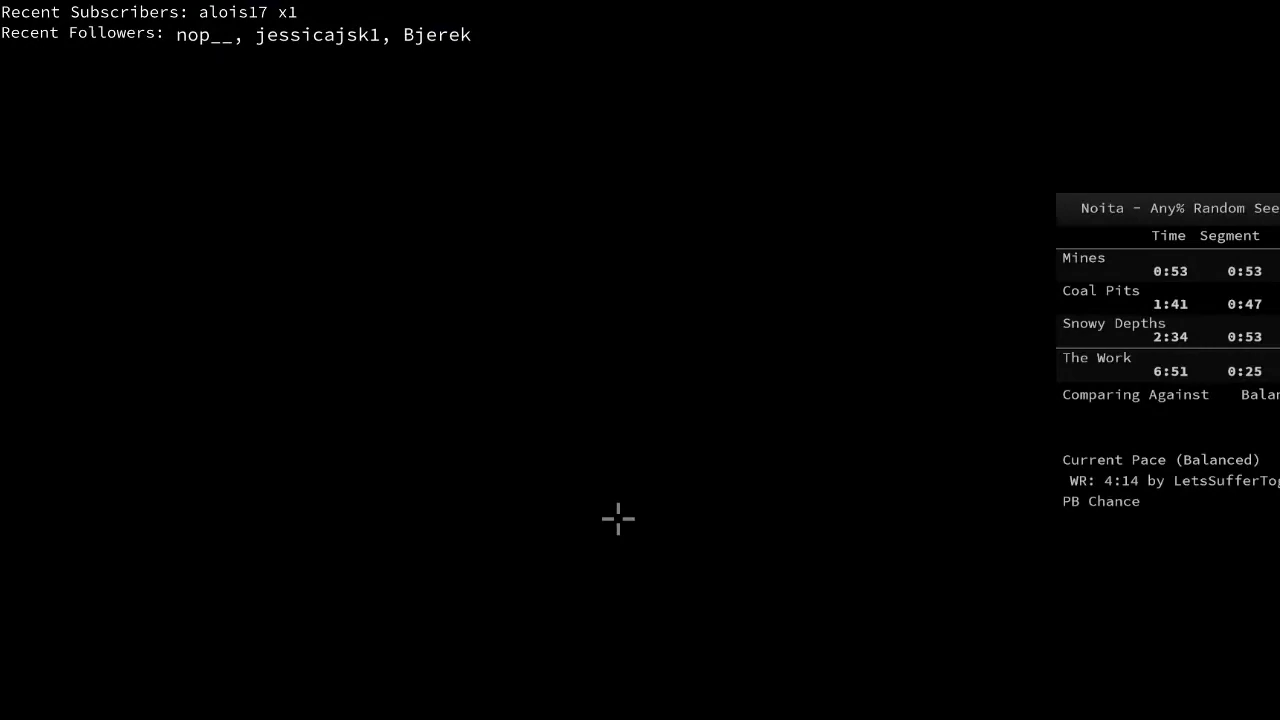 Recent Subscribers: alois17 x1
Recent Followers: nop__, jessicajsk1, Bjerek
Noita - Any% Random See
Time Segment
Mines
0:53 0:53
Coal Pits
1:41 0:47
Snowy Depths
2:34 0:53
The Work
6:51 0:25
Comparing Against Balan
Current Pace (Balanced)
WR: 4:14 by LetsSufferTog
PB Chance